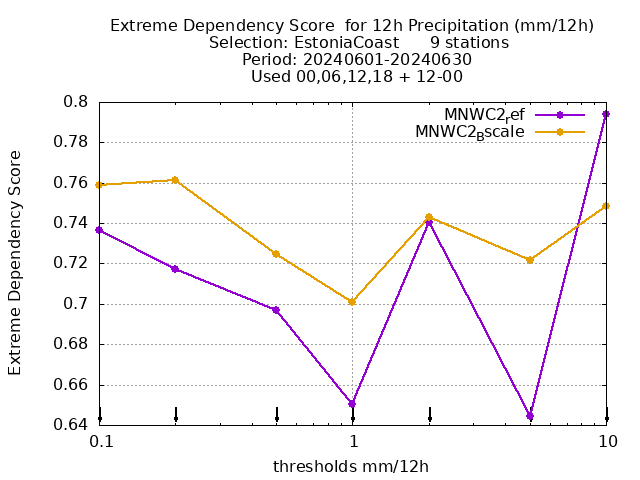 Extreme Dependency Score  for 12h Precipitation (mm/12h)
Selection: EstoniaCoast      9 stations
Period: 20240601-20240630
Used 00,06,12,18 + 12-00
MNWC2_ref
MNWC2_Bscale
0.8
0.78
0.76
0.74
0.72
0.7
0.68
0.66
0.64
Extreme Dependency Score
0.1 1 10
thresholds mm/12h